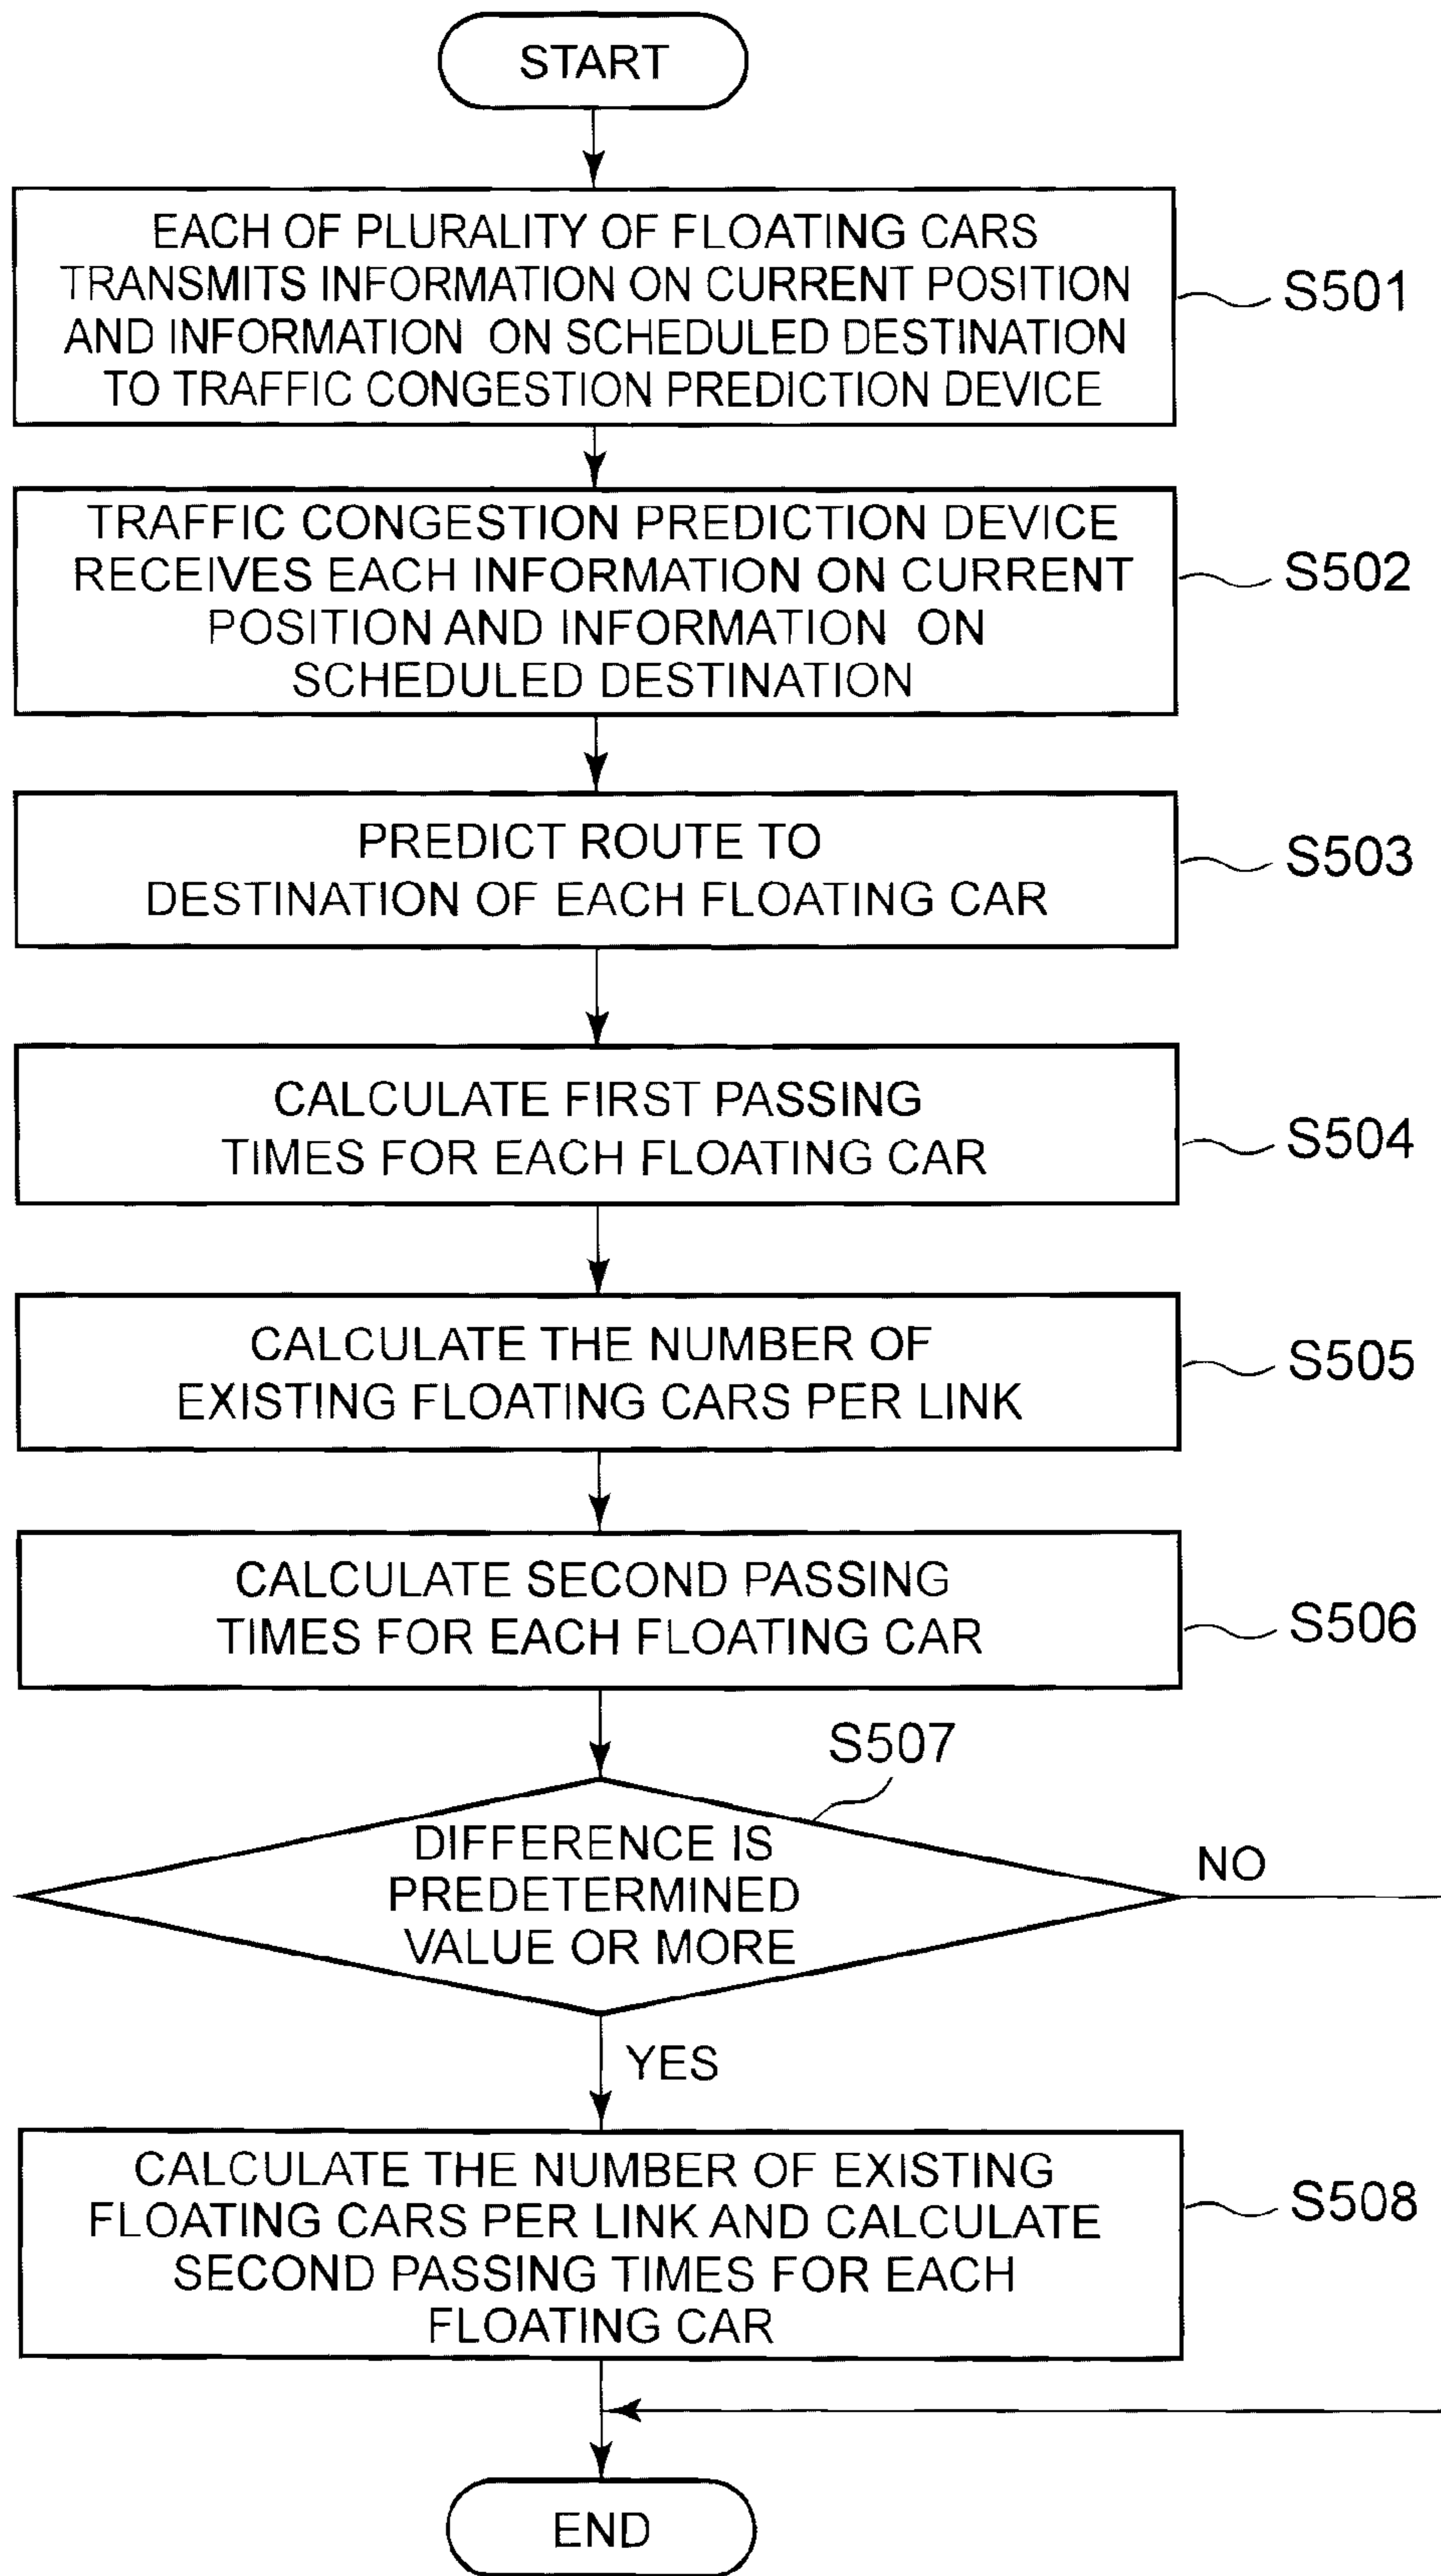 START
EACH OF PLURALITY OF FLOATING CARS
TRANSMITS INFORMATION ON CURRENT POSITION
AND INFORMATION ON SCHEDULED DESTINATION
TO TRAFFIC CONGESTION PREDICTION DEVICE
S501
TRAFFIC CONGESTION PREDICTION DEVICE
RECEIVES EACH INFORMATION ON CURRENT
POSITION AND INFORMATION ON
SCHEDULED DESTINATION
S502
PREDICT ROUTE TO
DESTINATION OF EACH FLOATING CAR
S503
CALCULATE FIRST PASSING
TIMES FOR EACH FLOATING CAR
S504
CALCULATE THE NUMBER OF
EXISTING FLOATING CARS PER LINK
S505
CALCULATE SECOND PASSING
TIMES FOR EACH FLOATING CAR
S506
S507
DIFFERENCE IS
PREDETERMINED
VALUE OR MORE
NO
YES
CALCULATE THE NUMBER OF EXISTING
FLOATING CARS PER LINK AND CALCULATE
SECOND PASSING TIMES FOR EACH
FLOATING CAR
S508
END